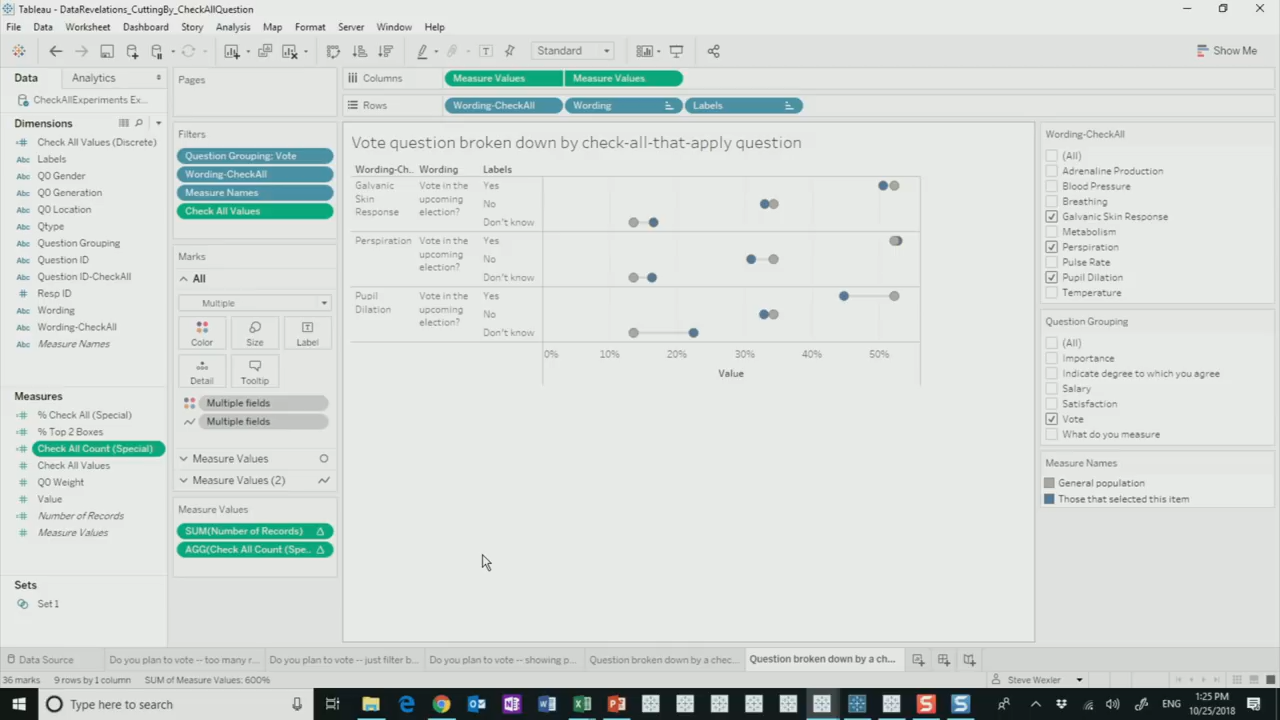 Tableau - DataRevelations_CuttingBy_CheckAllQuestion
File Data Worksheet Dashboard Story Analysis Map Format Server Window Help
Standard
Show Me
Data Analytics
CheckAllExperiments Ex...
Dimensions
Check All Values (Discrete)
Abc Labels
Abc Q0 Gender
Abc Q0 Generation
Abc Q0 Location
Abc Qtype
Abc Question Grouping
Abc Question ID
Abc Question ID-CheckAll
# Resp ID
Abc Wording
Abc Wording-CheckAll
Abc Measure Names
Measures
% Check All (Special)
% Top 2 Boxes
Check All Count (Special)
Check All Values
Q0 Weight
Value
Number of Records
Measure Values
Sets
Set 1
Pages
Filters
Question Grouping: Vote
Wording-CheckAll
Measure Names
Check All Values
Marks
All
Multiple
Color Size Label
Detail Tooltip
Multiple fields
Multiple fields
Measure Values
Measure Values (2)
Measure Values
SUM(Number of Records)
AGG(Check All Count (Spe..
Columns Measure Values Measure Values
Rows Wording-CheckAll Wording Labels
Vote question broken down by check-all-that-apply question
Wording-Ch.. Wording Labels
Galvanic Skin Response Vote in the upcoming election? Yes
No
Don't know
Perspiration Vote in the upcoming election? Yes
No
Don't know
Pupil Dilation Vote in the upcoming election? Yes
No
Don't know
0% 10% 20% 30% 40% 50%
Value
Wording-CheckAll
(All)
Adrenaline Production
Blood Pressure
Breathing
Galvanic Skin Response
Metabolism
Perspiration
Pulse Rate
Pupil Dilation
Temperature
Question Grouping
(All)
Importance
Indicate degree to which you agree
Salary
Satisfaction
Vote
What do you measure
Measure Names
General population
Those that selected this item
Data Source Do you plan to vote -- too many r... Do you plan to vote -- just filter b... Do you plan to vote -- showing p... Question broken down by a chec... Question broken down by a ch...
36 marks 9 rows by 1 column SUM of Measure Values: 600% Steve Wexler
Type here to search
ENG
1:25 PM
10/25/2018